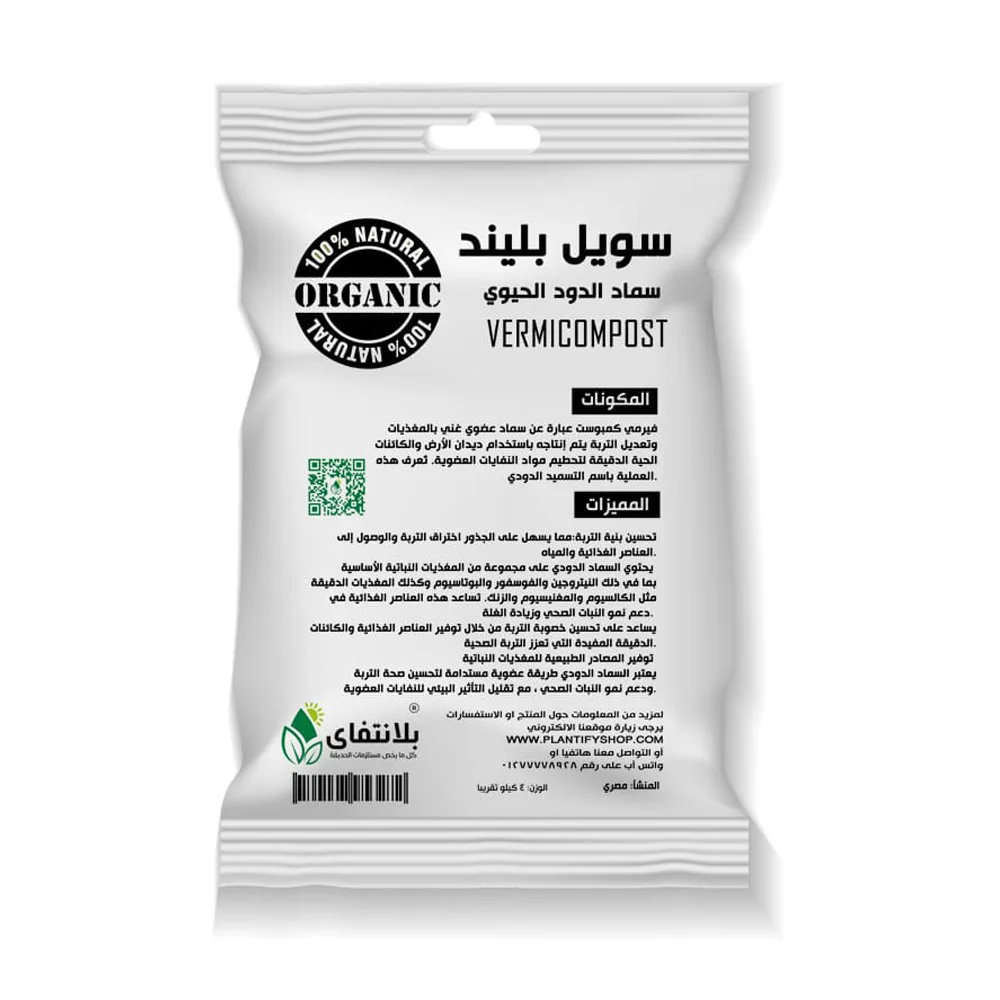 100% NATURAL
ORGANIC
100% NATURAL
سويل بليند
سماد الدود الحيوي
VERMICOMPOST
المكونات
فيرمي كمبوست عبارة عن سماد عضوي غني بالمغذيات
وتعديل التربة يتم إنتاجه باستخدام ديدان الأرض والكائنات
الحية الدقيقة لتحطيم مواد النفايات العضوية. تُعرف هذه
.العملية باسم التسميد الدودي
المميزات
تحسين بنية التربة:مما يسهل على الجذور اختراق التربة والوصول إلى
.العناصر الغذائية والمياه
يحتوي السماد الدودي على مجموعة من المغذيات النباتية الأساسية
بما في ذلك النيتروجين والفوسفور والبوتاسيوم وكذلك المغذيات الدقيقة
مثل الكالسيوم والمغنيسيوم والزنك. تساعد هذه العناصر الغذائية في
.دعم نمو النبات الصحي وزيادة الغلة
يساعد على تحسين خصوبة التربة من خلال توفير العناصر الغذائية والكائنات
.الدقيقة المفيدة التي تعزز التربة الصحية
توفير المصادر الطبيعية للمغذيات النباتية
يعتبر السماد الدودي طريقة عضوية مستدامة لتحسين صحة التربة
.ودعم نمو النبات الصحي ، مع تقليل التأثير البيئي للنفايات العضوية
لمزيد من المعلومات حول المنتج او الاستفسارات
يرجى زيارة موقعنا الالكتروني
WWW.PLANTIFYSHOP.COM
أو التواصل معنا هاتفيا او
واتس أب على رقم ٠١٢٧٧٧٧٨٩٢٨
المنشأ: مصري
الوزن: ٤ كيلو تقريبا
بلانتفاى ®
كل ما يخص مستلزمات الحديقة